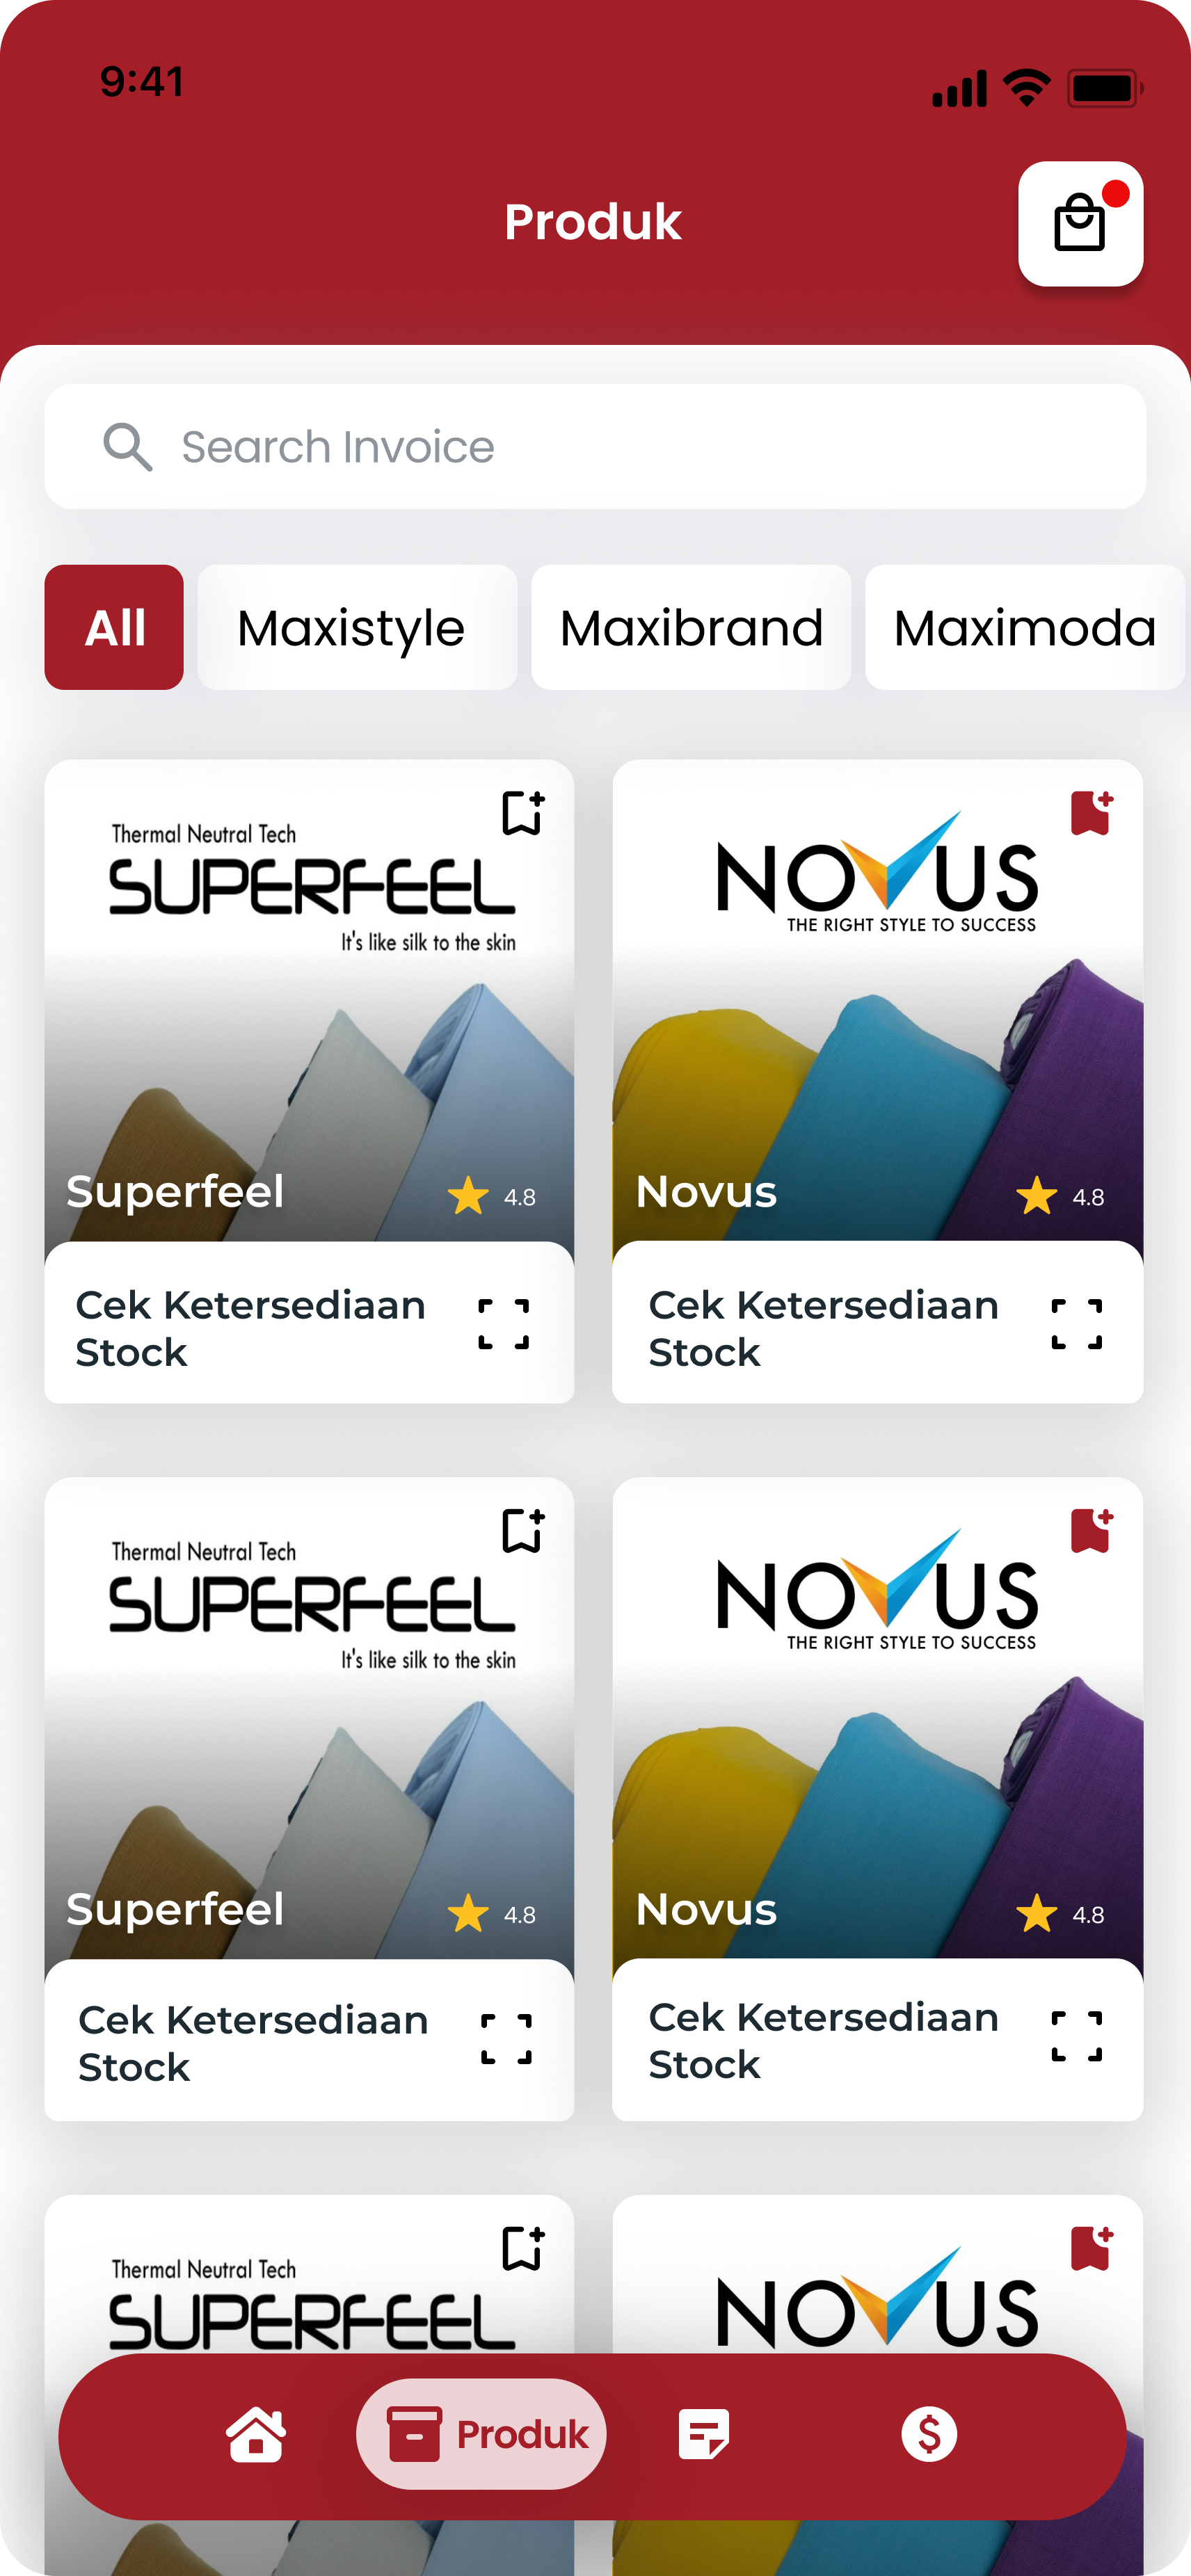 9:41
Produk
Search Invoice
All Maxistyle Maxibrand Maximoda
Thermal Neutral Tech
SUPERFEEL
It's like silk to the skin
Superfeel 4.8
Cek Ketersediaan
Stock
NOVUS
THE RIGHT STYLE TO SUCCESS
Novus 4.8
Cek Ketersediaan
Stock
Thermal Neutral Tech
SUPERFEEL
It's like silk to the skin
Superfeel 4.8
Cek Ketersediaan
Stock
NOVUS
THE RIGHT STYLE TO SUCCESS
Novus 4.8
Cek Ketersediaan
Stock
Thermal Neutral Tech
SUPERFEEL
NOVUS
Produk